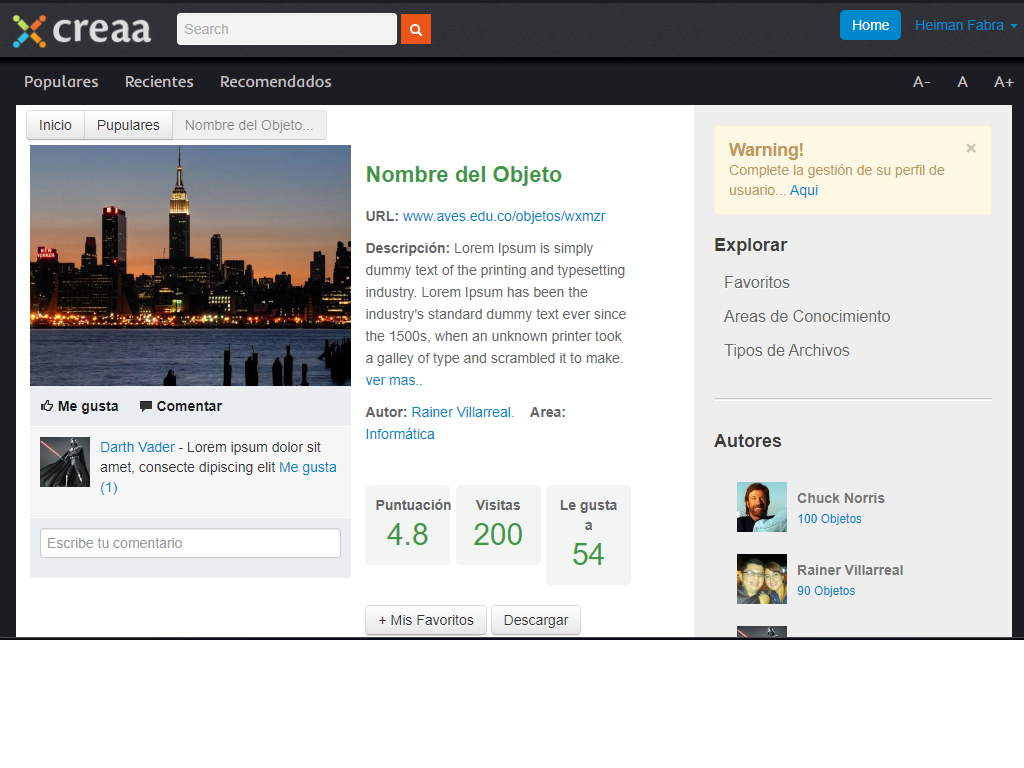 creaa
Search
Home
Heiman Fabra
Populares Recientes Recomendados
A- A A+
Inicio Pupulares Nombre del Objeto...
NEW
YORKER
Me gusta Comentar
Darth Vader - Lorem ipsum dolor sit
amet, consecte dipiscing elit Me gusta
(1)
Escribe tu comentario
Nombre del Objeto
URL: www.aves.edu.co/objetos/wxmzr
Descripción: Lorem Ipsum is simply
dummy text of the printing and typesetting
industry. Lorem Ipsum has been the
industry's standard dummy text ever since
the 1500s, when an unknown printer took
a galley of type and scrambled it to make.
ver mas..
Autor: Rainer Villarreal. Area:
Informática
Puntuación
4.8
Visitas
200
Le gusta
a
54
+ Mis Favoritos Descargar
Warning!
×
Complete la gestión de su perfil de
usuario... Aqui
Explorar
Favoritos
Areas de Conocimiento
Tipos de Archivos
Autores
Chuck Norris
100 Objetos
Rainer Villarreal
90 Objetos